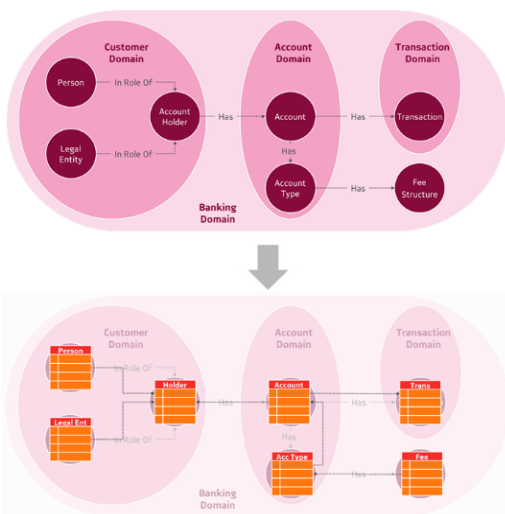 Customer
Domain
Account
Domain
Transaction
Domain
Person
In Role Of
Account
Holder
Has
Account
Has
Transaction
Legal
Entity
In Role Of
Has
Account
Type
Has
Fee
Structure
Banking
Domain
Customer
Domain
Account
Domain
Transaction
Domain
Person
In Role Of
Holder
Has
Account
Has
Trans
Legal Ent
In Role Of
Has
Acc Type
Has
Fee
Banking
Domain